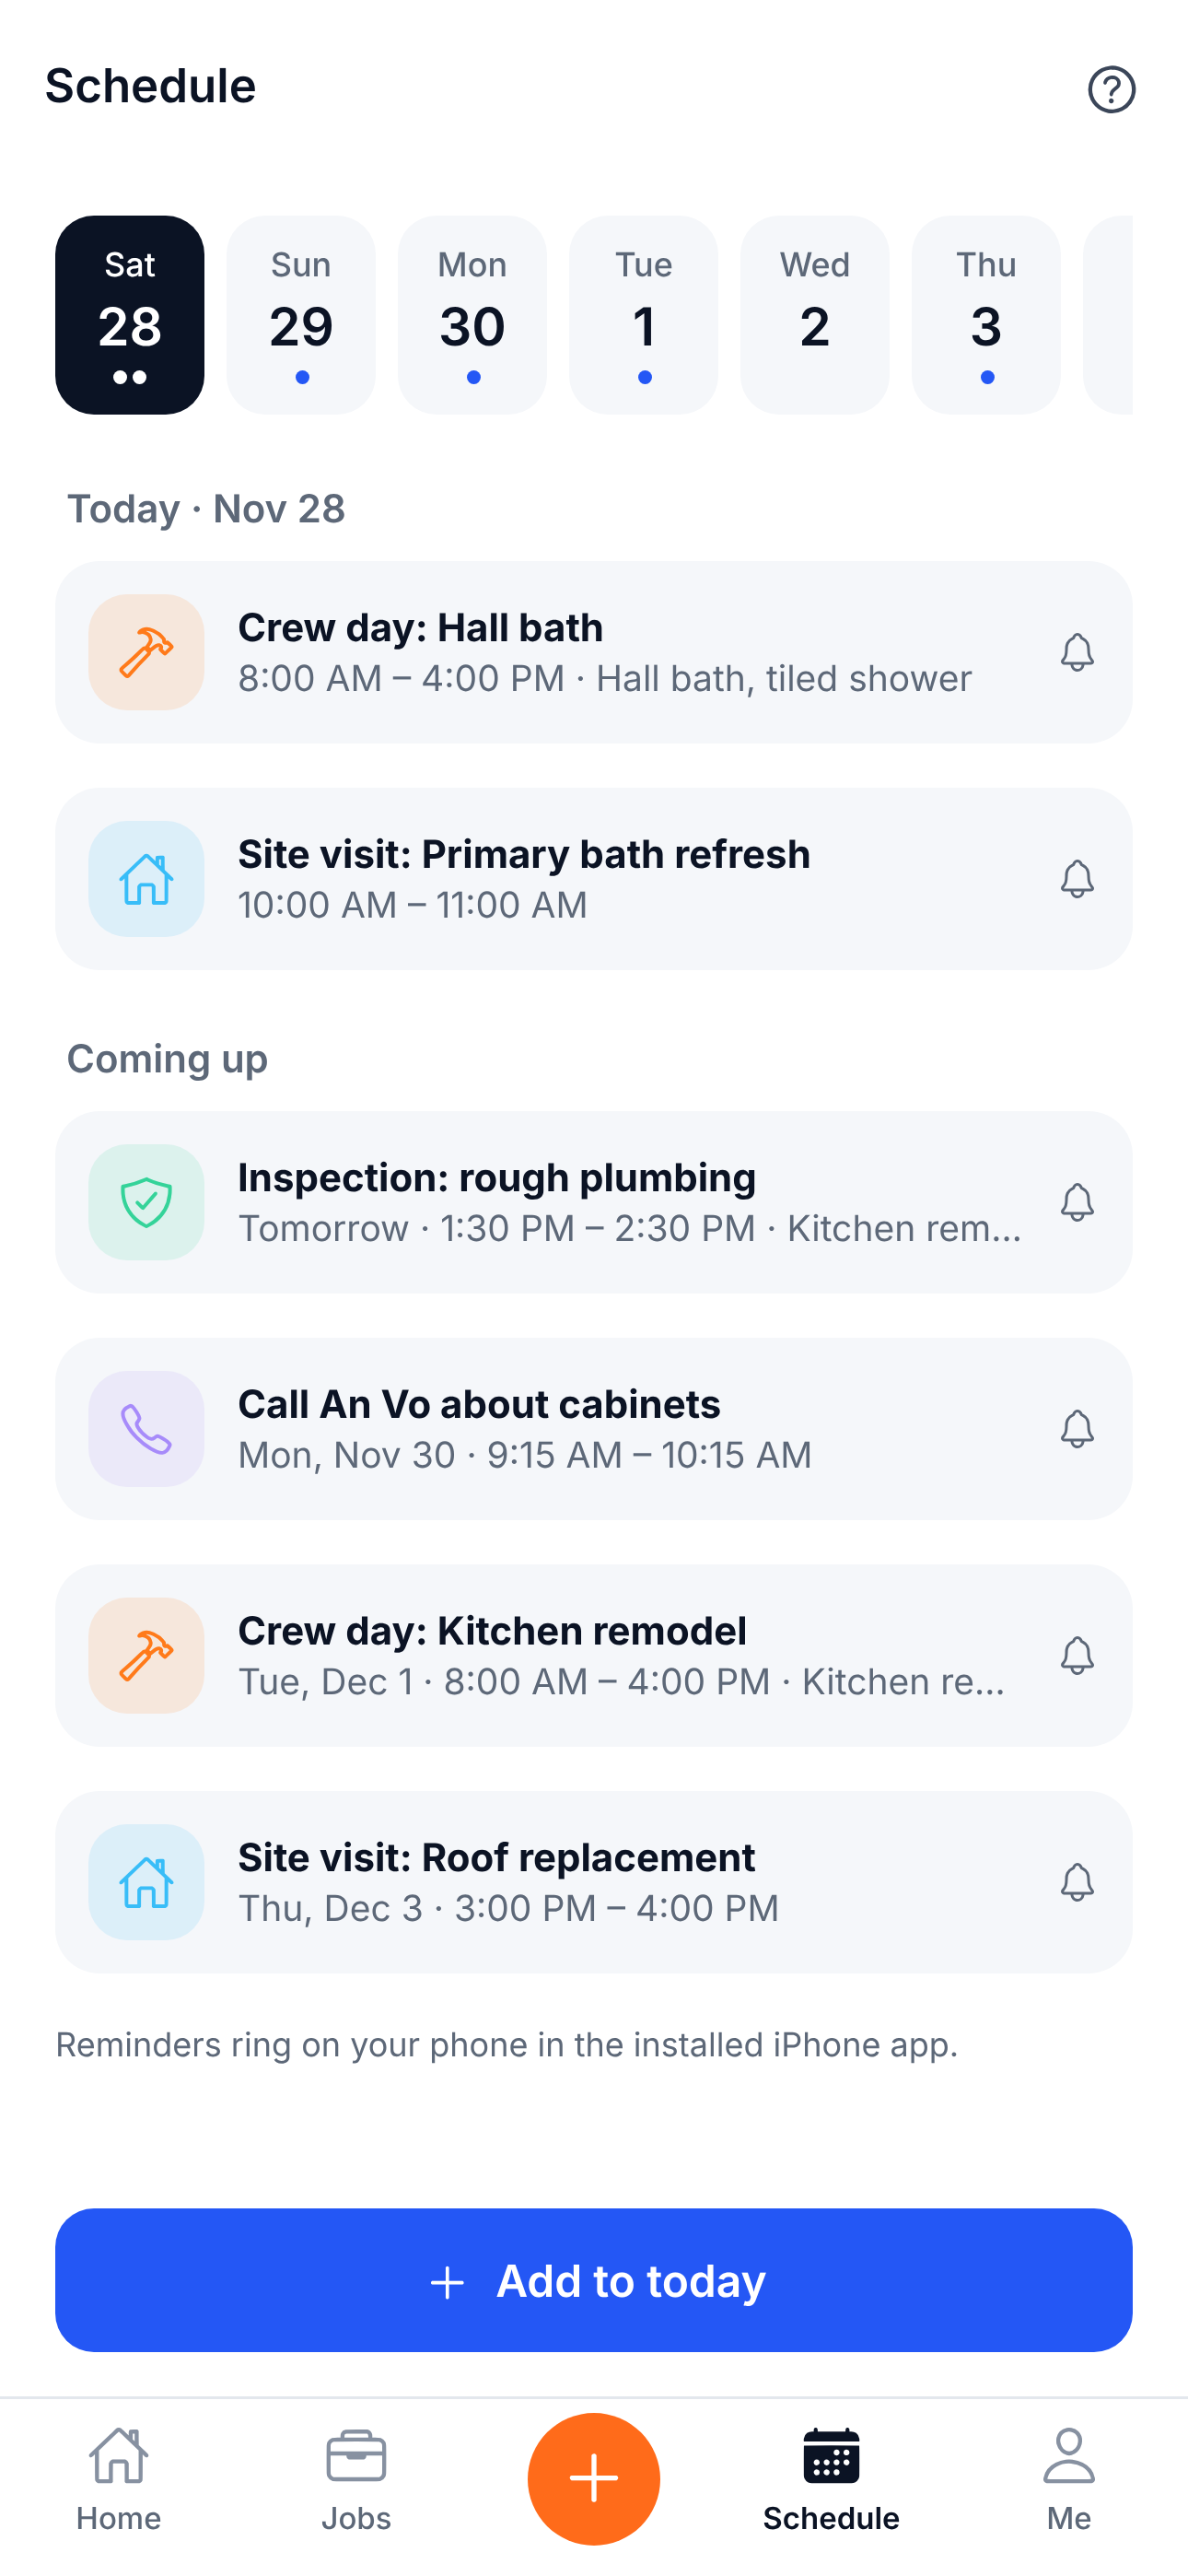 Schedule
Sat Sun Mon Tue Wed Thu
28 29 30 1 2 3
Today · Nov 28
Crew day: Hall bath
8:00 AM – 4:00 PM · Hall bath, tiled shower
Site visit: Primary bath refresh
10:00 AM – 11:00 AM
Coming up
Inspection: rough plumbing
Tomorrow · 1:30 PM – 2:30 PM · Kitchen rem...
Call An Vo about cabinets
Mon, Nov 30 · 9:15 AM – 10:15 AM
Crew day: Kitchen remodel
Tue, Dec 1 · 8:00 AM – 4:00 PM · Kitchen re...
Site visit: Roof replacement
Thu, Dec 3 · 3:00 PM – 4:00 PM
Reminders ring on your phone in the installed iPhone app.
+ Add to today
Home Jobs Schedule Me